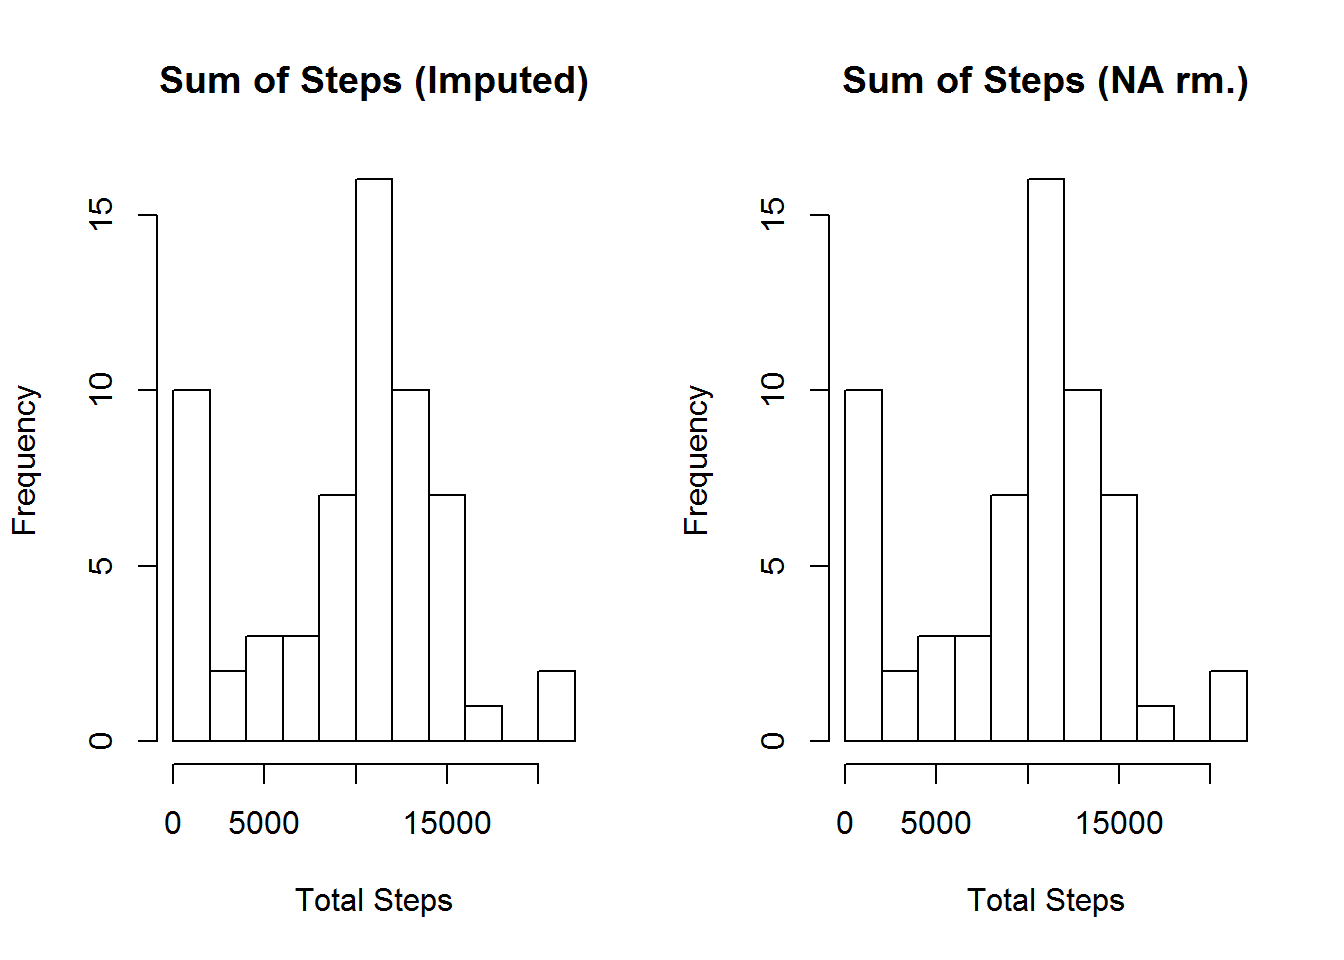 Sum of Steps (Imputed)
Frequency
15
10
5
0
0 5000 15000
Total Steps
Sum of Steps (NA rm.)
Frequency
15
10
5
0
0 5000 15000
Total Steps